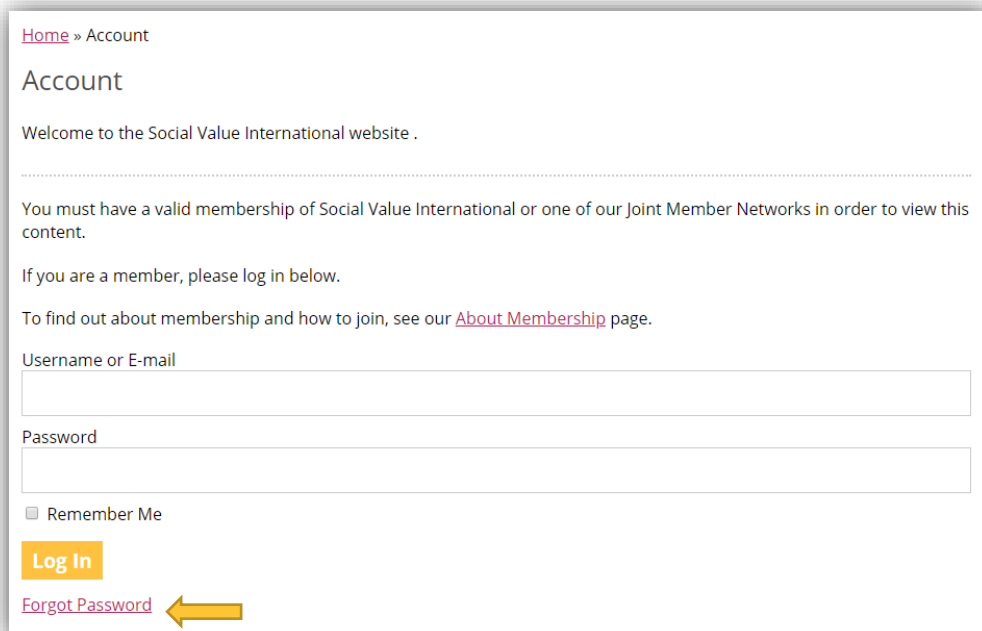 Home » Account
Account
Welcome to the Social Value International website .
You must have a valid membership of Social Value International or one of our Joint Member Networks in order to view this
content.
If you are a member, please log in below.
To find out about membership and how to join, see our About Membership page.
Username or E-mail
Password
Remember Me
Log In
Forgot Password